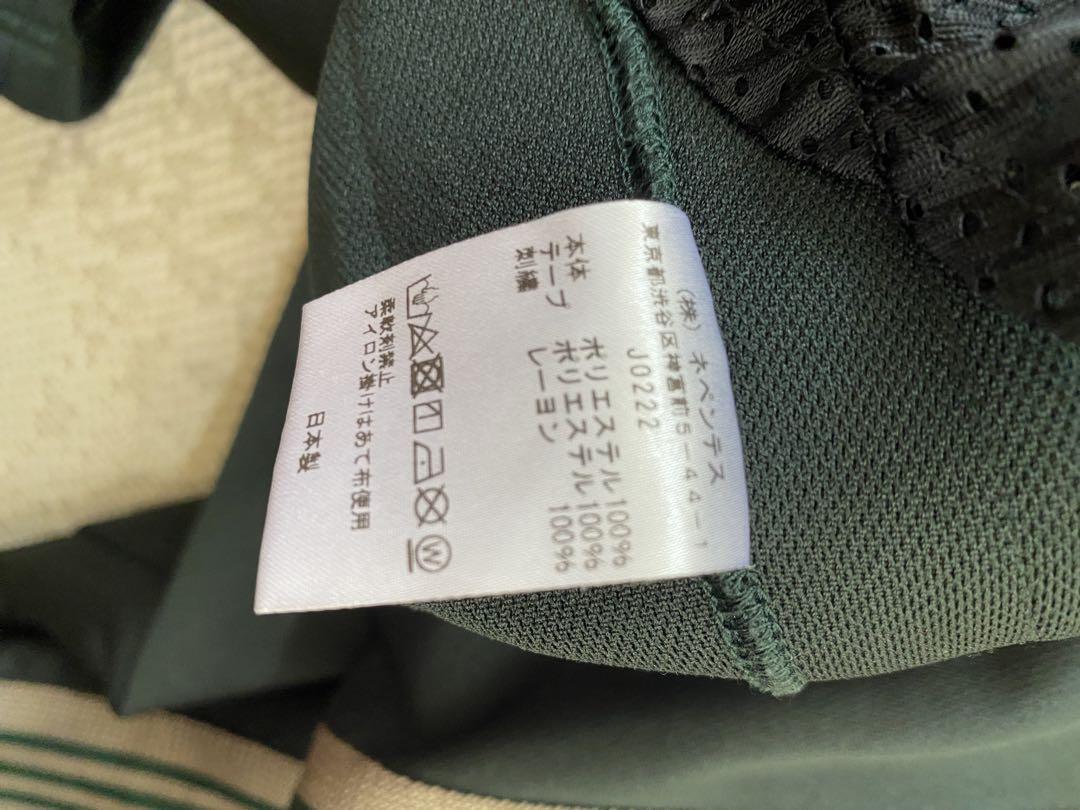 (株)ネペンテス
東京都渋谷区神宮前5-44-1
J0222
本体 ポリエステル100%
テープ ポリエステル100%
刺繍 レーヨン 100%
W
柔軟剤禁止
アイロン掛けはあて布使用
日本製